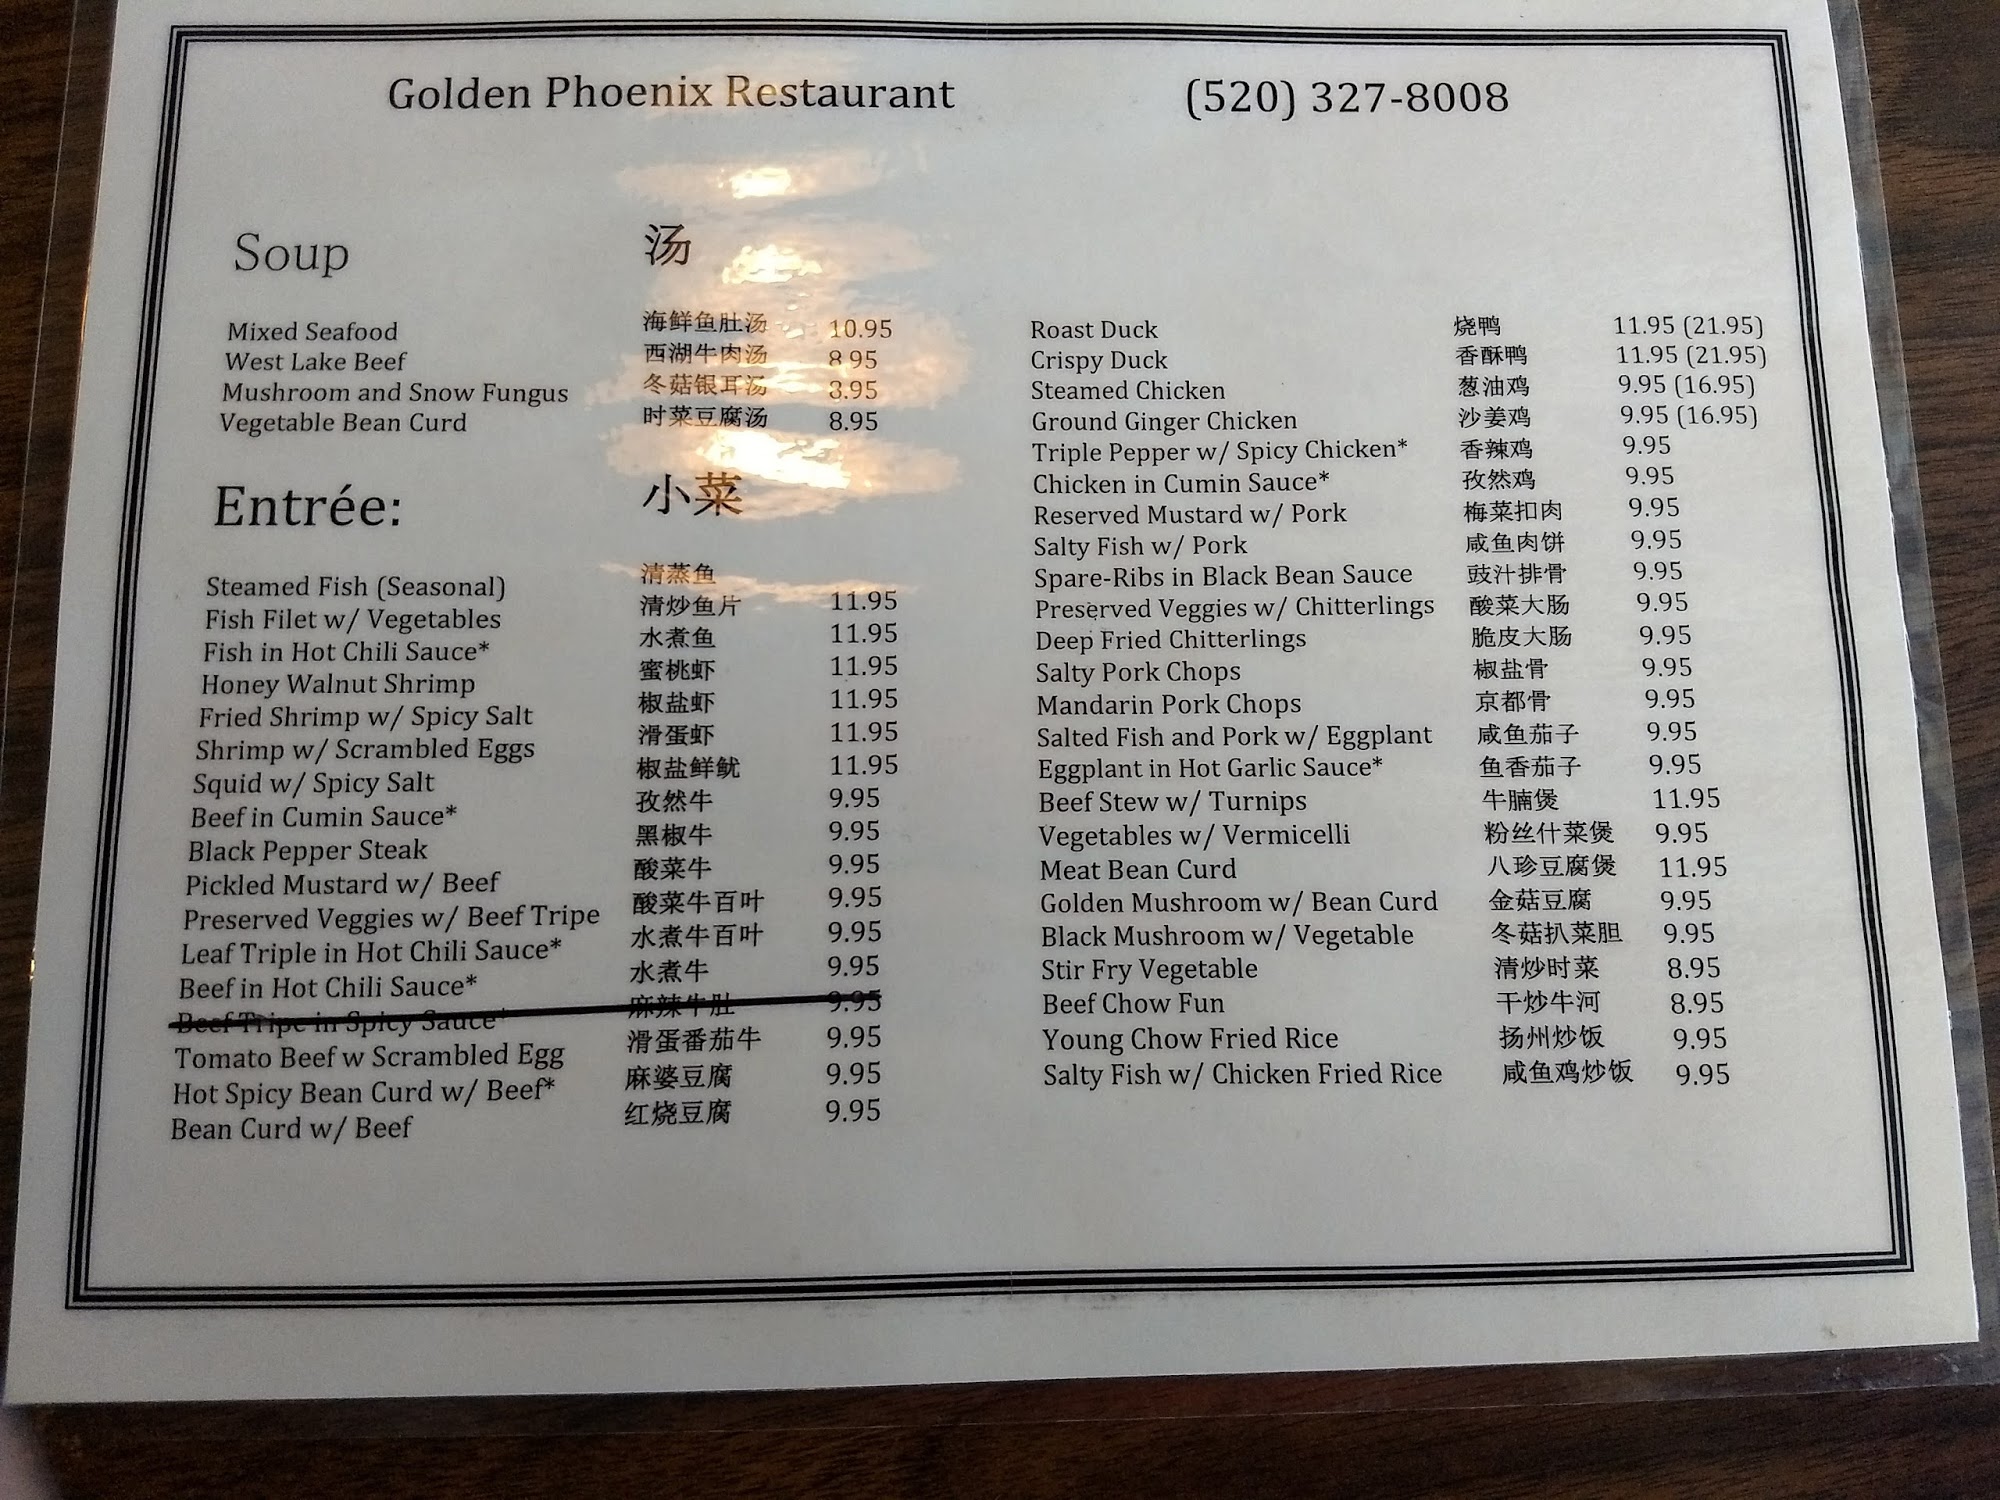 Golden Phoenix Restaurant (520) 327-8008
Soup 汤
Mixed Seafood 海鲜鱼肚汤 10.95
West Lake Beef 西湖牛肉汤 8.95
Mushroom and Snow Fungus 冬菇银耳汤 8.95
Vegetable Bean Curd 时菜豆腐汤 8.95
Entrée: 小菜
Steamed Fish (Seasonal) 清蒸鱼
Fish Filet w/ Vegetables 清炒鱼片 11.95
Fish in Hot Chili Sauce* 水煮鱼 11.95
Honey Walnut Shrimp 蜜桃虾 11.95
Fried Shrimp w/ Spicy Salt 椒盐虾 11.95
Shrimp w/ Scrambled Eggs 滑蛋虾 11.95
Squid w/ Spicy Salt 椒盐鲜鱿 11.95
Beef in Cumin Sauce* 孜然牛 9.95
Black Pepper Steak 黑椒牛 9.95
Pickled Mustard w/ Beef 酸菜牛 9.95
Preserved Veggies w/ Beef Tripe 酸菜牛百叶 9.95
Leaf Triple in Hot Chili Sauce* 水煮牛百叶 9.95
Beef in Hot Chili Sauce* 水煮牛 9.95
Beef Tripe in Spicy Sauce* 麻辣牛肚 9.95
Tomato Beef w Scrambled Egg 滑蛋番茄牛 9.95
Hot Spicy Bean Curd w/ Beef* 麻婆豆腐 9.95
Bean Curd w/ Beef 红烧豆腐 9.95
Roast Duck 烧鸭 11.95 (21.95)
Crispy Duck 香酥鸭 11.95 (21.95)
Steamed Chicken 葱油鸡 9.95 (16.95)
Ground Ginger Chicken 沙姜鸡 9.95 (16.95)
Triple Pepper w/ Spicy Chicken* 香辣鸡 9.95
Chicken in Cumin Sauce* 孜然鸡 9.95
Reserved Mustard w/ Pork 梅菜扣肉 9.95
Salty Fish w/ Pork 咸鱼肉饼 9.95
Spare-Ribs in Black Bean Sauce 豉汁排骨 9.95
Preserved Veggies w/ Chitterlings 酸菜大肠 9.95
Deep Fried Chitterlings 脆皮大肠 9.95
Salty Pork Chops 椒盐骨 9.95
Mandarin Pork Chops 京都骨 9.95
Salted Fish and Pork w/ Eggplant 咸鱼茄子 9.95
Eggplant in Hot Garlic Sauce* 鱼香茄子 9.95
Beef Stew w/ Turnips 牛腩煲 11.95
Vegetables w/ Vermicelli 粉丝什菜煲 9.95
Meat Bean Curd 八珍豆腐煲 11.95
Golden Mushroom w/ Bean Curd 金菇豆腐 9.95
Black Mushroom w/ Vegetable 冬菇扒菜胆 9.95
Stir Fry Vegetable 清炒时菜 8.95
Beef Chow Fun 干炒牛河 8.95
Young Chow Fried Rice 扬州炒饭 9.95
Salty Fish w/ Chicken Fried Rice 咸鱼鸡炒饭 9.95